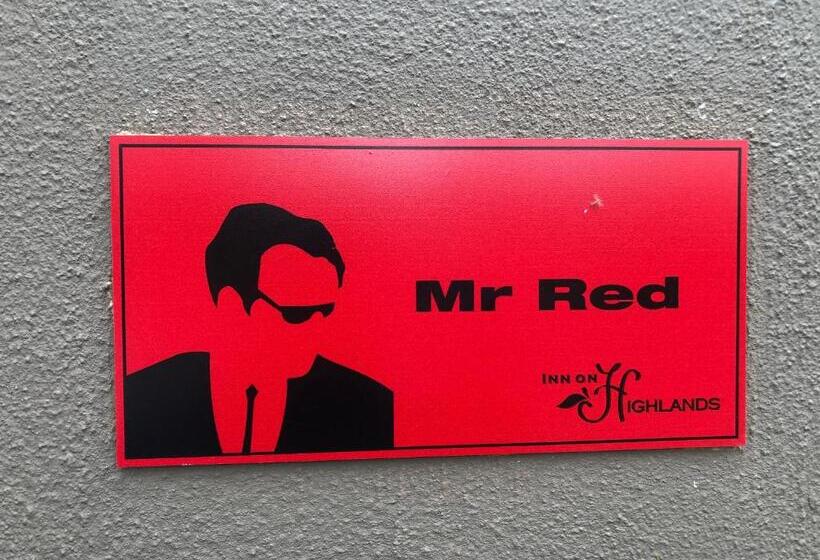 Mr Red
INN ON
HIGHLANDS